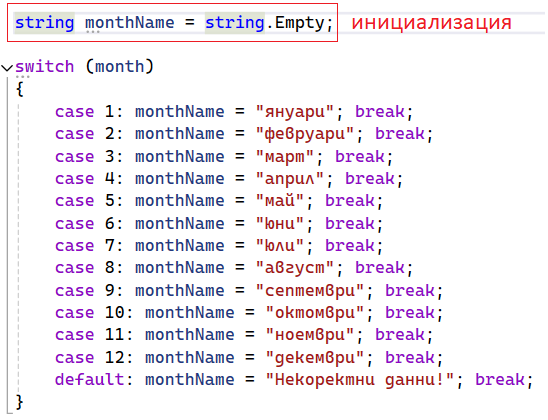 string monthName = string.Empty; инициализация
switch (month)
{
case 1: monthName = "януари"; break;
case 2: monthName = "февруари"; break;
case 3: monthName = "март"; break;
case 4: monthName = "април"; break;
case 5: monthName = "май"; break;
case 6: monthName = "юни"; break;
case 7: monthName = "юли"; break;
case 8: monthName = "август"; break;
case 9: monthName = "септември"; break;
case 10: monthName = "октомври"; break;
case 11: monthName = "ноември"; break;
case 12: monthName = "декември"; break;
default: monthName = "Некоректни данни!"; break;
}